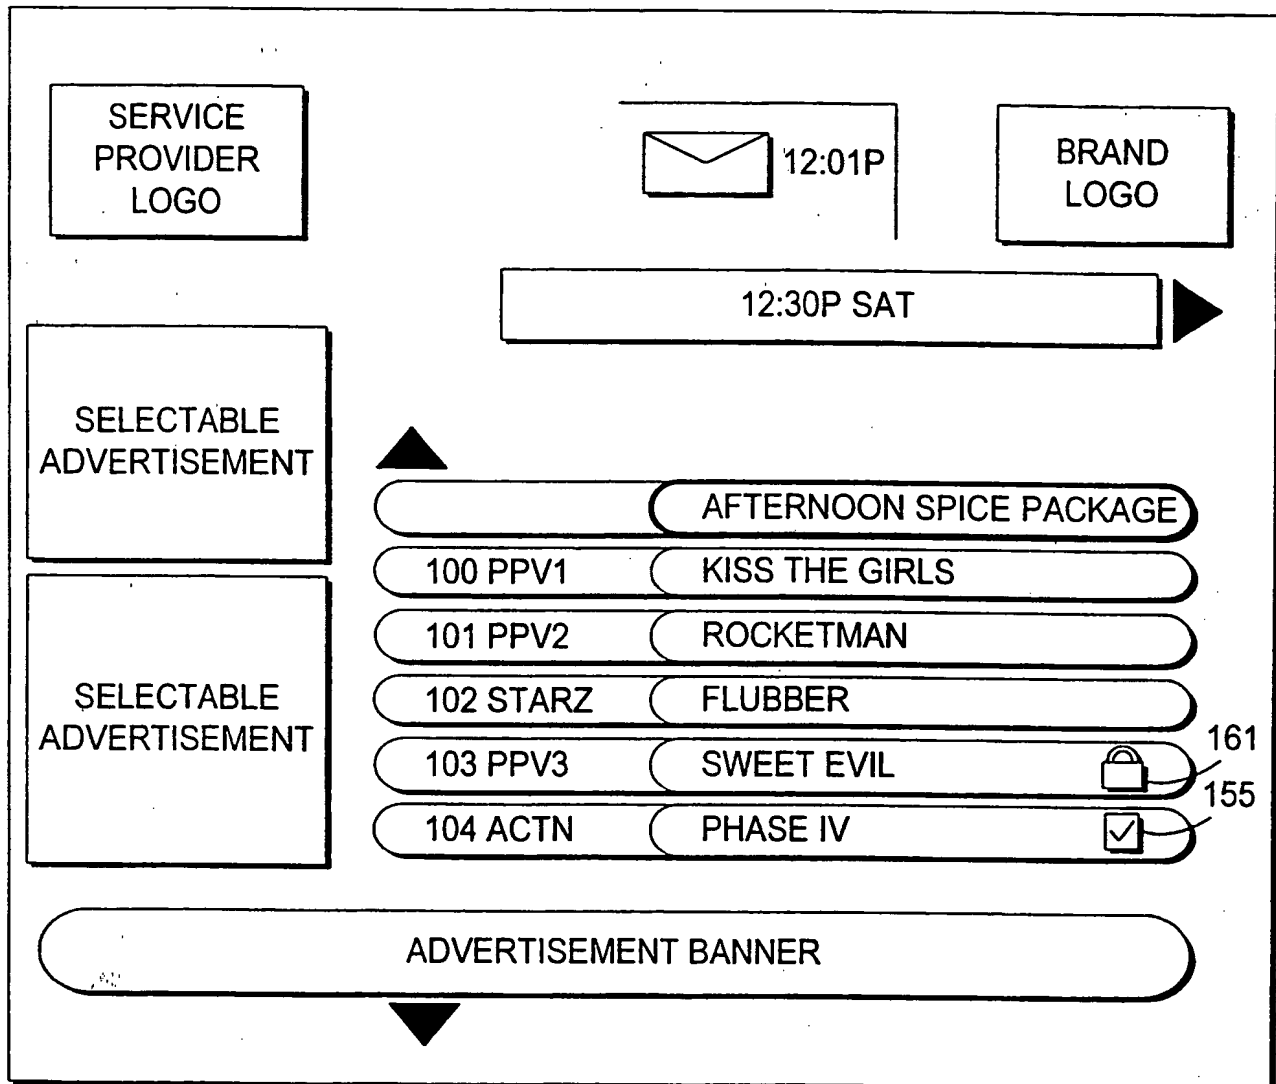 SERVICE
PROVIDER
LOGO
12:01P
BRAND
LOGO
12:30P SAT
SELECTABLE
ADVERTISEMENT
AFTERNOON SPICE PACKAGE
100 PPV1 KISS THE GIRLS
101 PPV2 ROCKETMAN
102 STARZ FLUBBER
SELECTABLE
ADVERTISEMENT
103 PPV3 SWEET EVIL
161
155
104 ACTN PHASE IV
ADVERTISEMENT BANNER